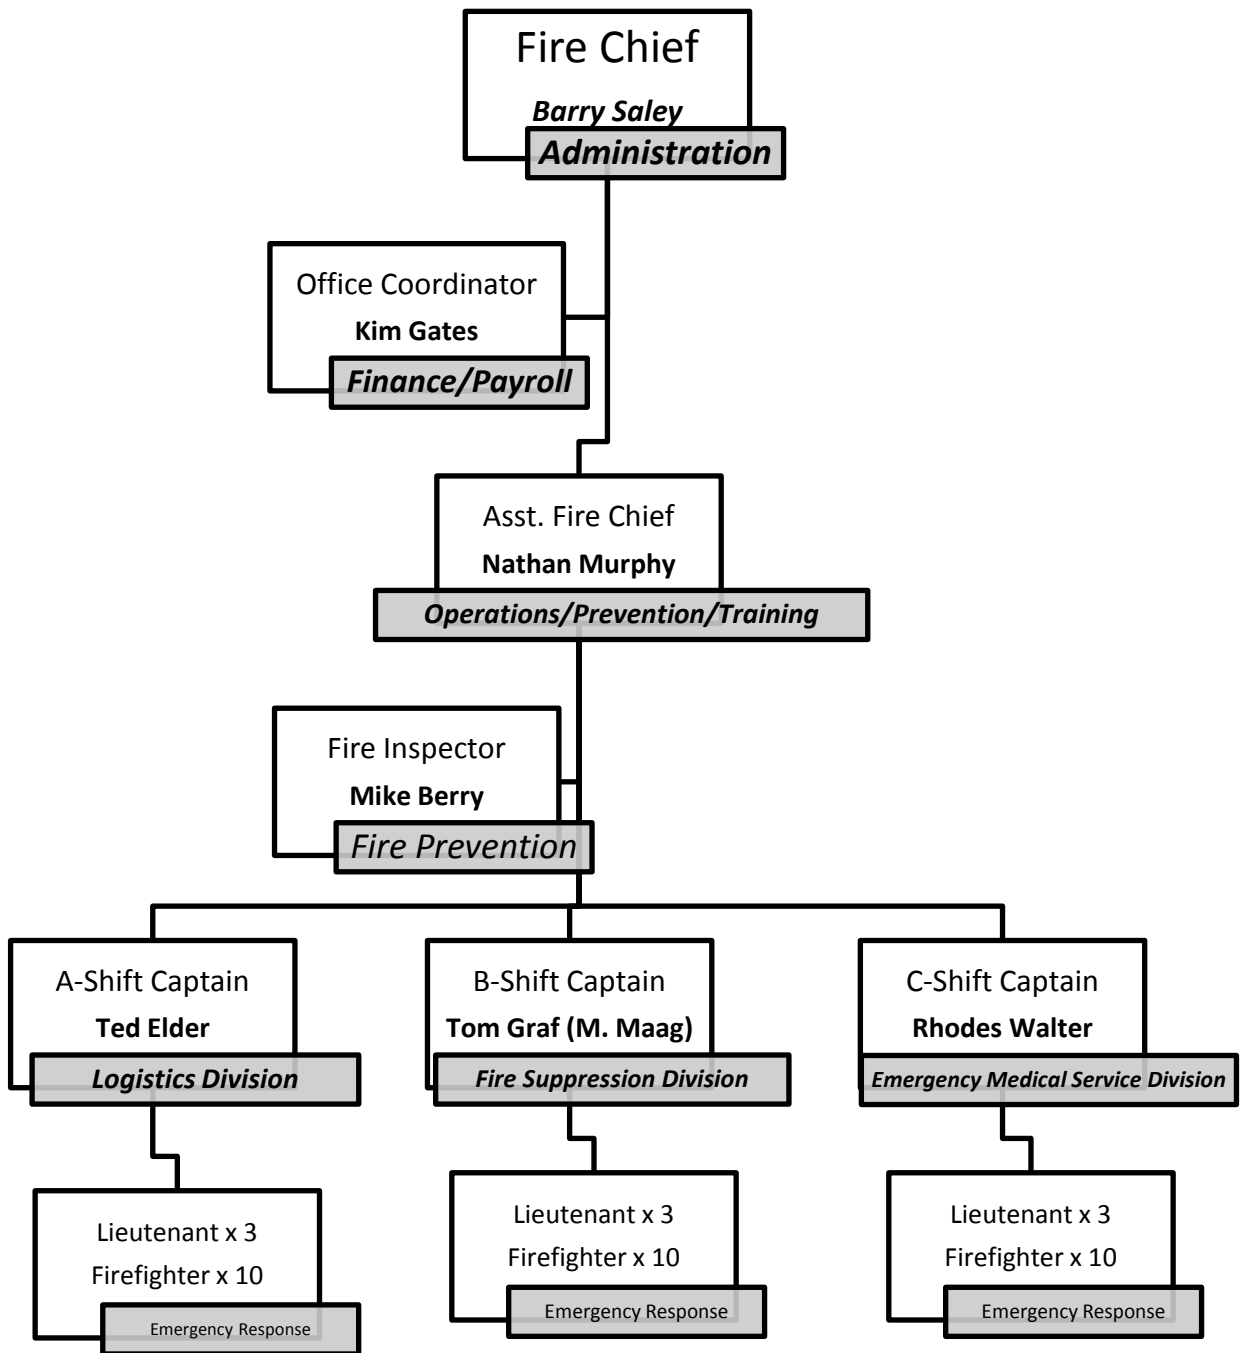 Fire Chief
Barry Saley
Administration
Office Coordinator
Kim Gates
Finance/Payroll
Asst. Fire Chief
Nathan Murphy
Operations/Prevention/Training
Fire Inspector
Mike Berry
Fire Prevention
A-Shift Captain
Ted Elder
Logistics Division
B-Shift Captain
Tom Graf (M. Maag)
Fire Suppression Division
C-Shift Captain
Rhodes Walter
Emergency Medical Service Division
Lieutenant x 3
Firefighter x 10
Emergency Response
Lieutenant x 3
Firefighter x 10
Emergency Response
Lieutenant x 3
Firefighter x 10
Emergency Response